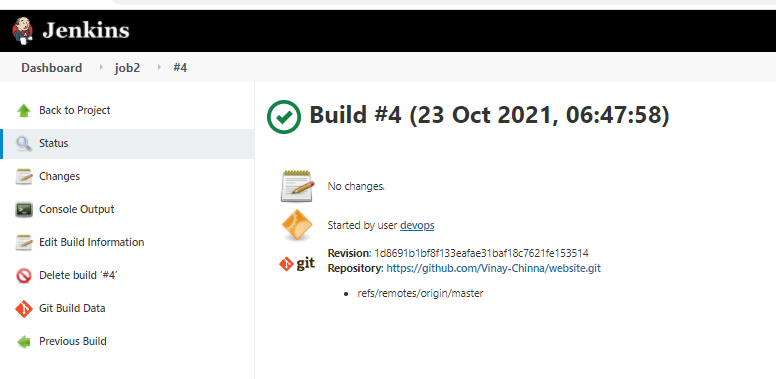 Jenkins
Dashboard
job2
#4
Back to Project
Status
Changes
Console Output
Edit Build Information
Delete build ‘#4’
Git Build Data
Previous Build
Build #4 (23 Oct 2021, 06:47:58)
No changes.
Started by user devops
git
Revision: 1d8691b1bf8f133eafae31baf18c7621fe153514
Repository: https://github.com/Vinay-Chinna/website.git
refs/remotes/origin/master